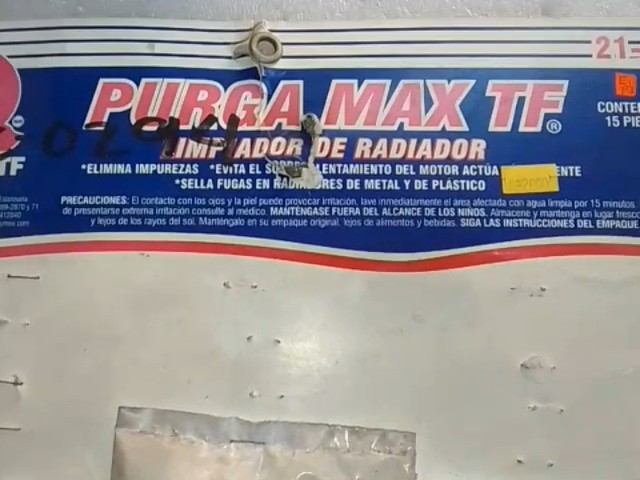 21
PURGA MAX TF®
LIMPIADOR DE RADIADOR
*ELIMINA IMPUREZAS *EVITA EL SOBRECALENTAMIENTO DEL MOTOR ACTÚA
*SELLA FUGAS EN RADIADORES DE METAL Y DE PLÁSTICO
PRECAUCIONES: El contacto con los ojos y la piel puede provocar irritación, lave inmediatamente el área afectada con agua limpia por 15 minutos
de presentarse extrema irritación consulte al médico. MANTÉNGASE FUERA DEL ALCANCE DE LOS NIÑOS. Almacene y mantenga en lugar fresco
y lejos de los rayos del sol. Manténgalo en su empaque original, lejos de alimentos y bebidas. SIGA LAS INSTRUCCIONES DEL EMPAQUE
CONTE
15 PIE
TF